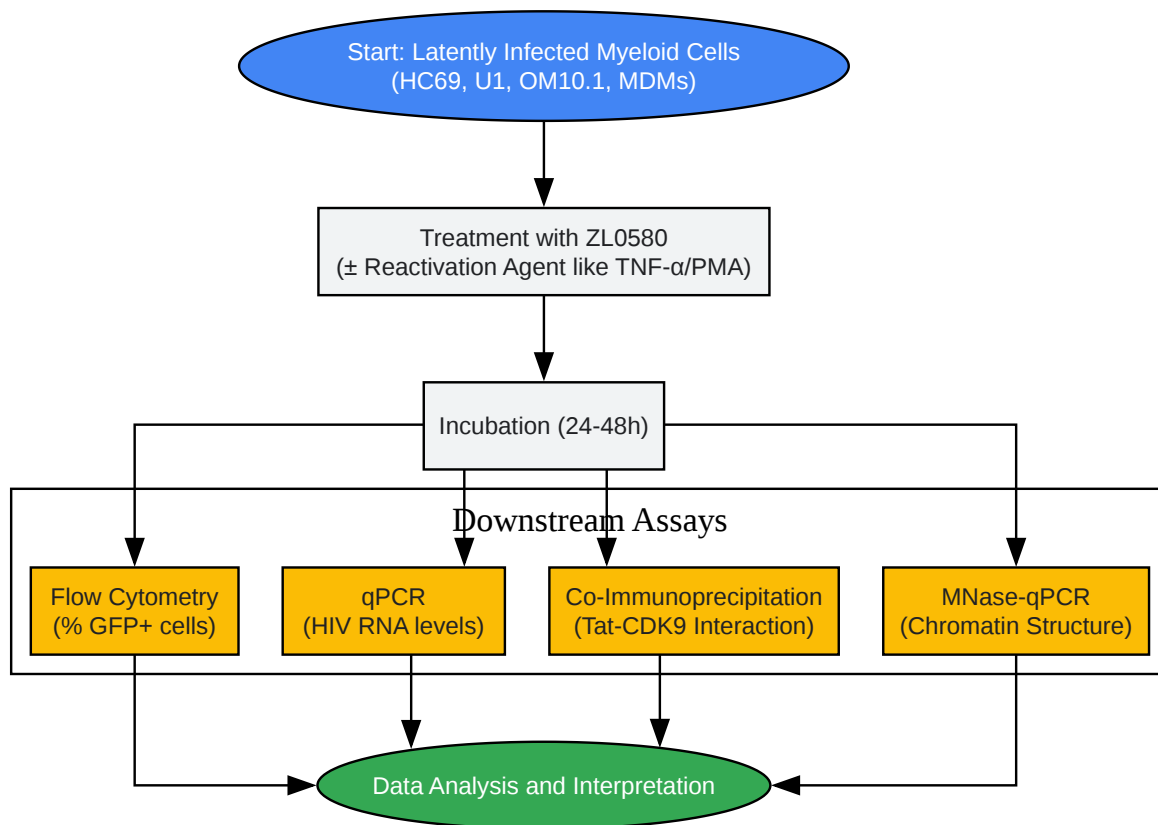 Start: Latently Infected Myeloid Cells
(HC69, U1, OM10.1, MDMs)
Treatment with ZL0580
(± Reactivation Agent like TNF-α/PMA)
Incubation (24-48h)
Downstream Assays
Flow Cytometry
(% GFP+ cells)
qPCR
(HIV RNA levels)
Co-Immunoprecipitation
(Tat-CDK9 Interaction)
MNase-qPCR
(Chromatin Structure)
Data Analysis and Interpretation